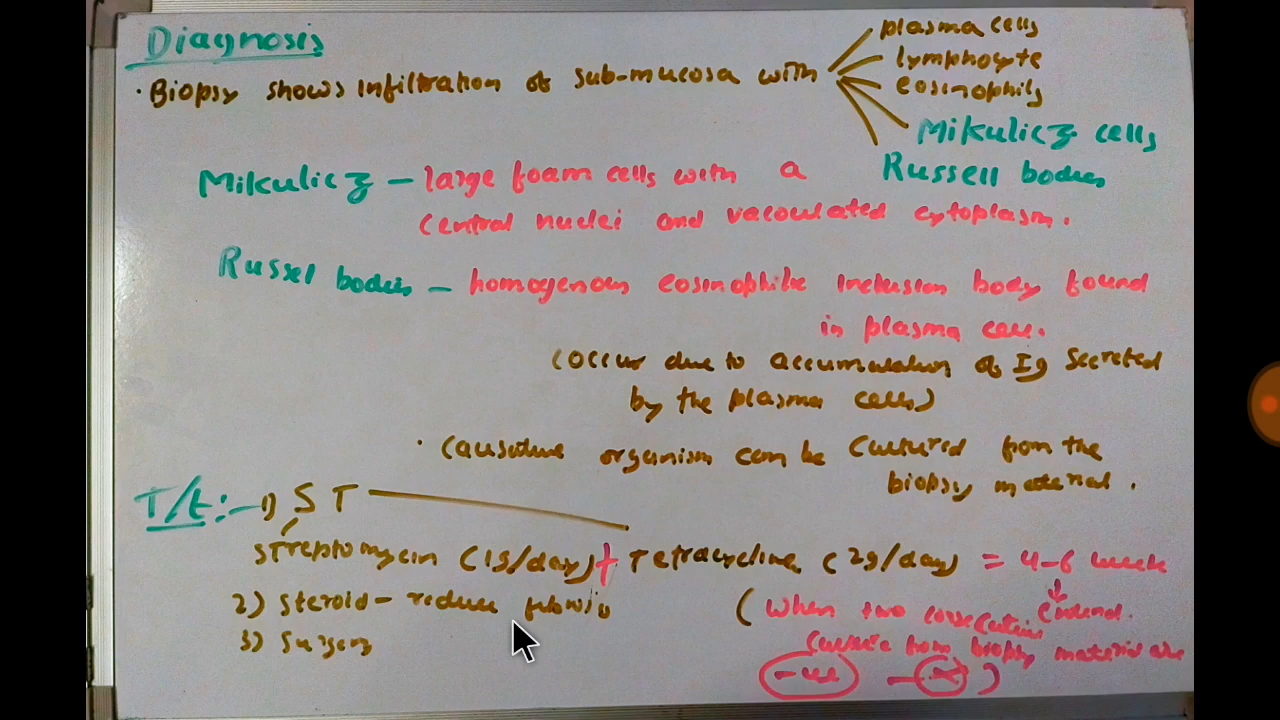 Diagnosis
· Biopsy shows infiltration of sub-mucosa with
plasma cells
lymphocyte
eosinophils
Mikulicz cells
Russell bodies
Mikulicz - large foam cells with a
central nuclei and vacoulated cytoplasm.
Russel bodies - homogenous eosinophilic inclusion body found
in plasma cell.
(occur due to accumulation of Ig secreted
by the plasma cells)
· Causative organism can be cultured from the
biopsy material.
T/t:- 1) S T
Streptomycin (1g/day) + Tetracycline (2g/day) = 4-6 week
2) Steroid - reduce
3) Surgery
(When two consecutive
culture from biopsy material are
-ve - x)